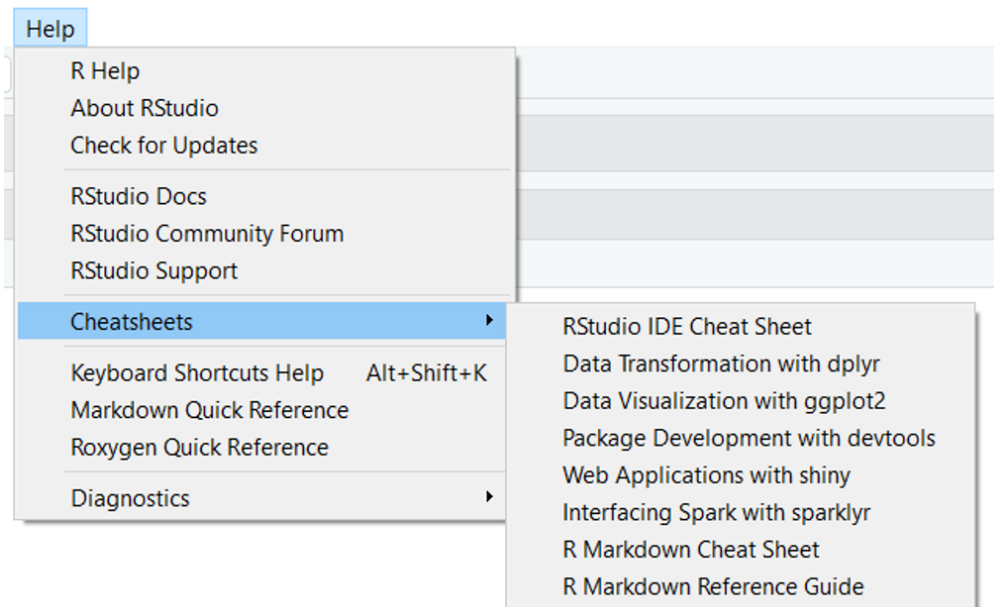 Help
R Help
About RStudio
Check for Updates
RStudio Docs
RStudio Community Forum
RStudio Support
Cheatsheets
Keyboard Shortcuts Help Alt+Shift+K
Markdown Quick Reference
Roxygen Quick Reference
Diagnostics
RStudio IDE Cheat Sheet
Data Transformation with dplyr
Data Visualization with ggplot2
Package Development with devtools
Web Applications with shiny
Interfacing Spark with sparklyr
R Markdown Cheat Sheet
R Markdown Reference Guide